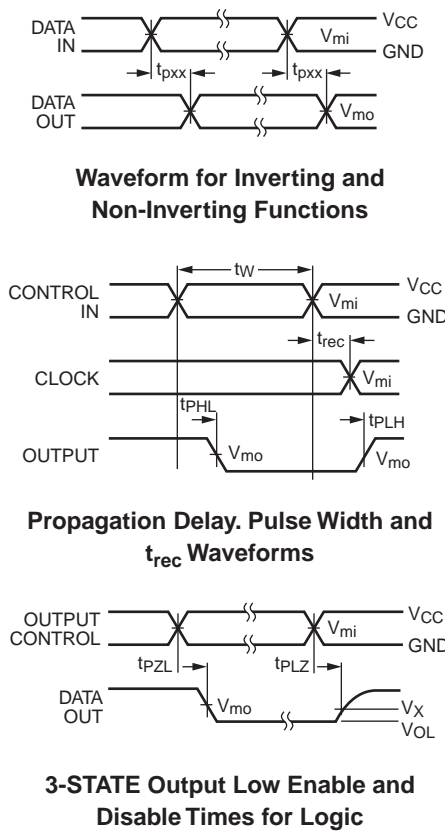 DATA IN
VCC
Vmi
GND
tpxx
tpxx
DATA OUT
Vmo
Waveform for Inverting and
Non-Inverting Functions
tW
CONTROL IN
VCC
Vmi
GND
trec
CLOCK
Vmi
tPHL
tPLH
OUTPUT
Vmo
Vmo
Propagation Delay. Pulse Width and
trec Waveforms
OUTPUT CONTROL
VCC
Vmi
GND
tPZL
tPLZ
DATA OUT
Vmo
VX
VOL
3-STATE Output Low Enable and
Disable Times for Logic